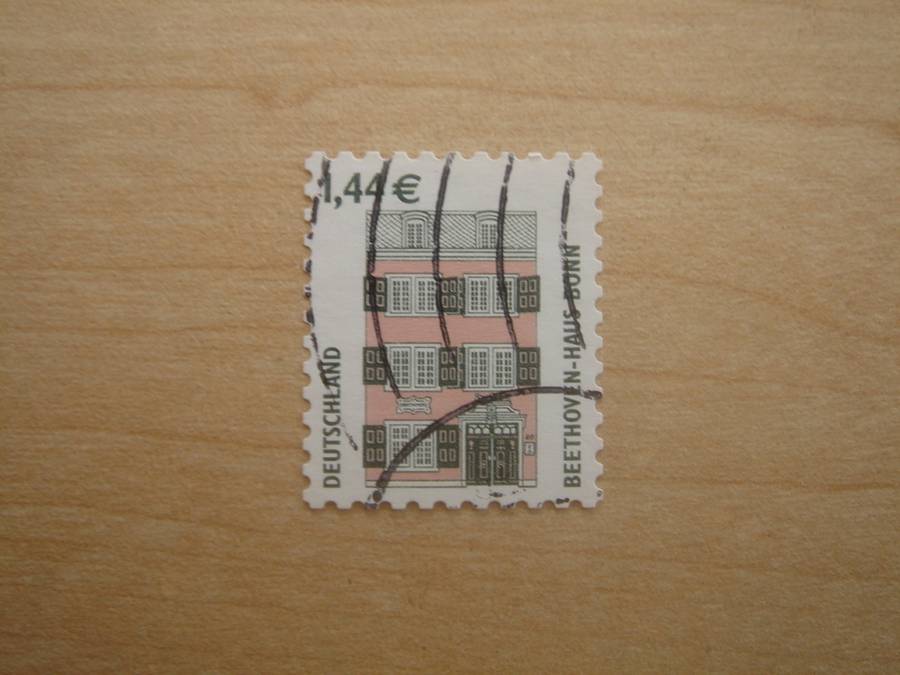 1,44 €
DEUTSCHLAND
BEETHOVEN-HAUS BONN